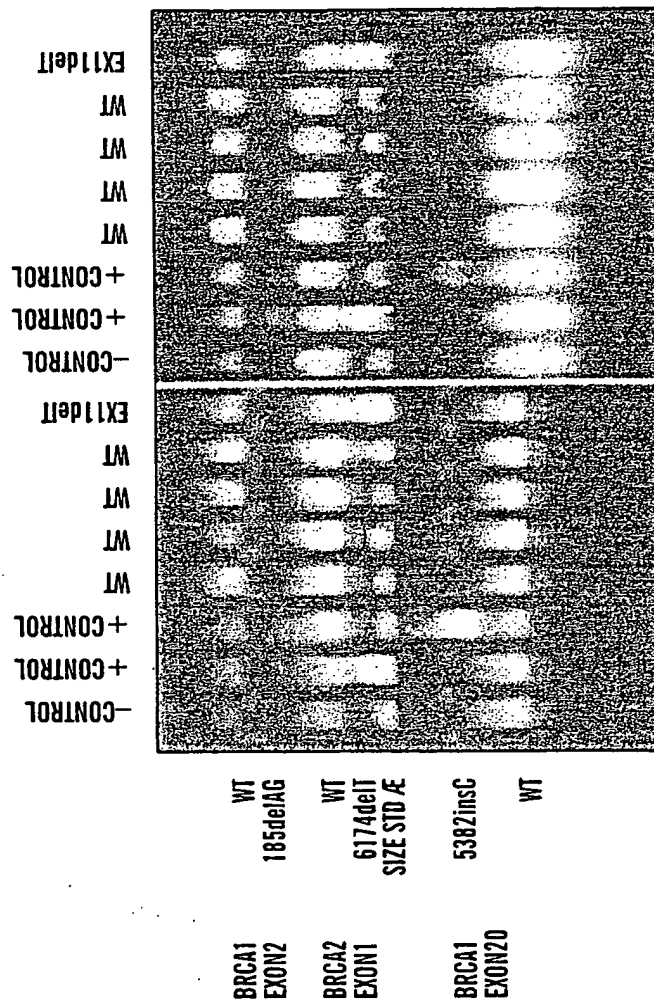 EX11delT
WT
WT
WT
WT
+ CONTROL
+ CONTROL
– CONTROL
EX11delT
WT
WT
WT
WT
+ CONTROL
+ CONTROL
– CONTROL
BRCA1
EXON2
WT
185delAG
BRCA2
EXON1
WT
6174delT
SIZE STD Æ
BRCA1
EXON20
5382insC
WT